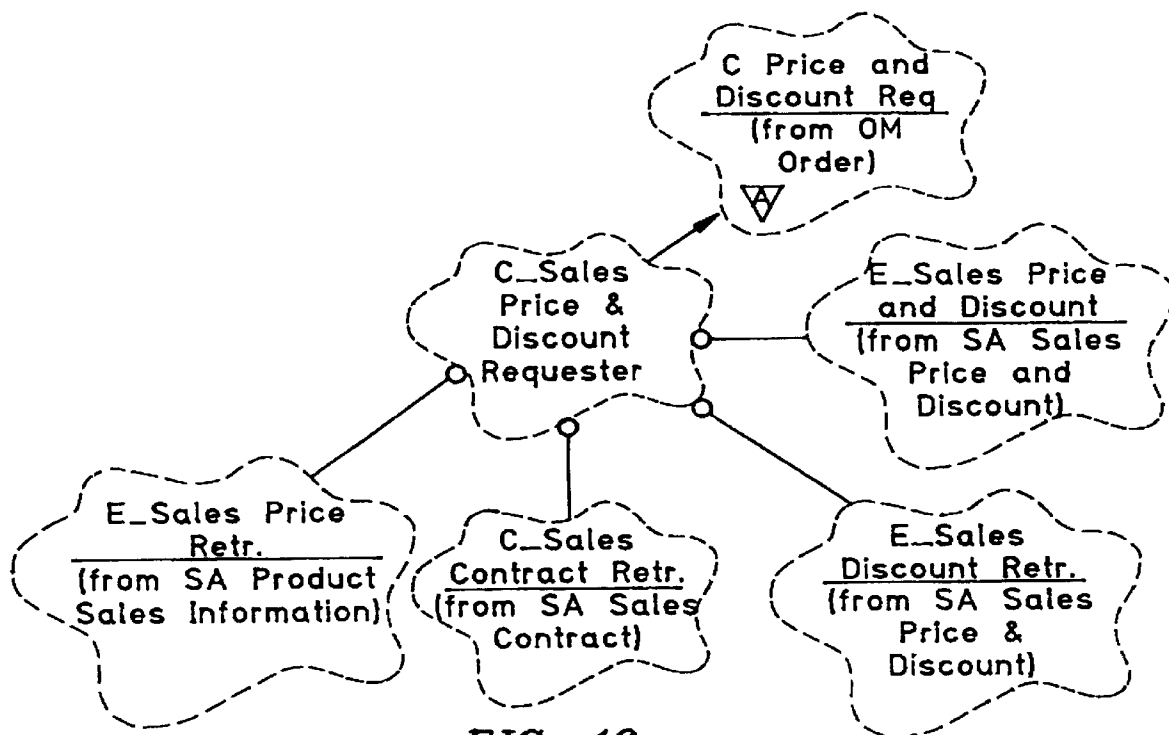 C Price and
Discount Req
(from OM
Order)
A
C_Sales
Price &
Discount
Requester
E_Sales Price
and Discount
(from SA Sales
Price and
Discount)
E_Sales Price
Retr.
(from SA Product
Sales Information)
C_Sales
Contract Retr.
(from SA Sales
Contract)
E_Sales
Discount Retr.
(from SA Sales
Price &
Discount)